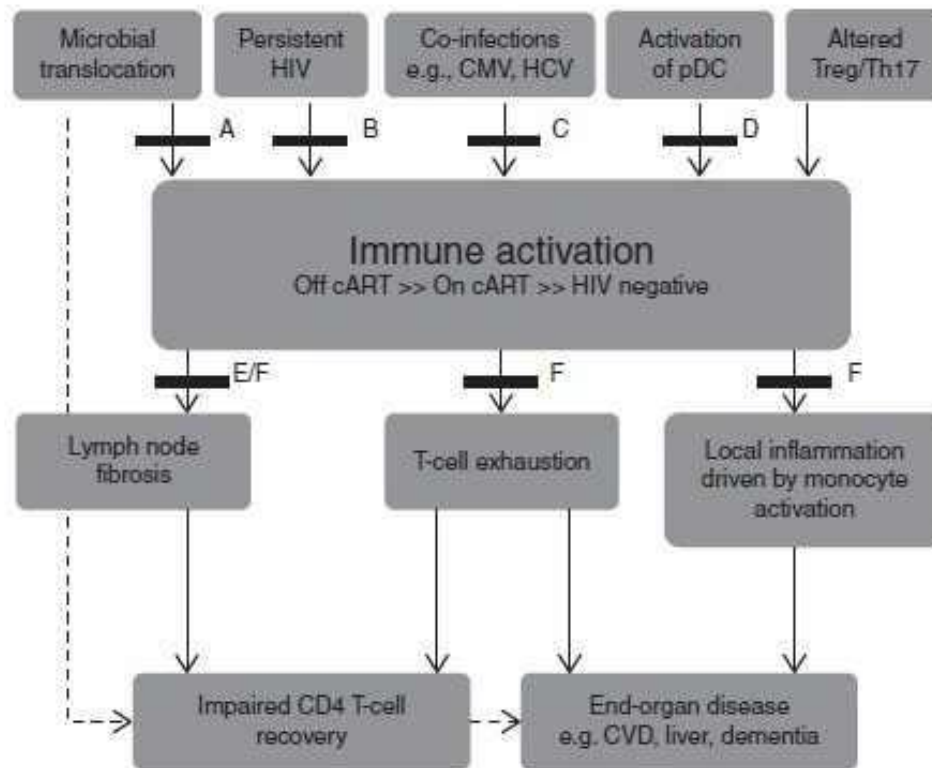 Microbial
translocation
Persistent
HIV
Co-infections
e.g., CMV, HCV
Activation
of pDC
Altered
Treg/Th17
A
B
C
D
Immune activation
Off cART >> On cART >> HIV negative
E/F
F
F
Lymph node
fibrosis
T-cell exhaustion
Local inflammation
driven by monocyte
activation
Impaired CD4 T-cell
recovery
End-organ disease
e.g. CVD, liver, dementia